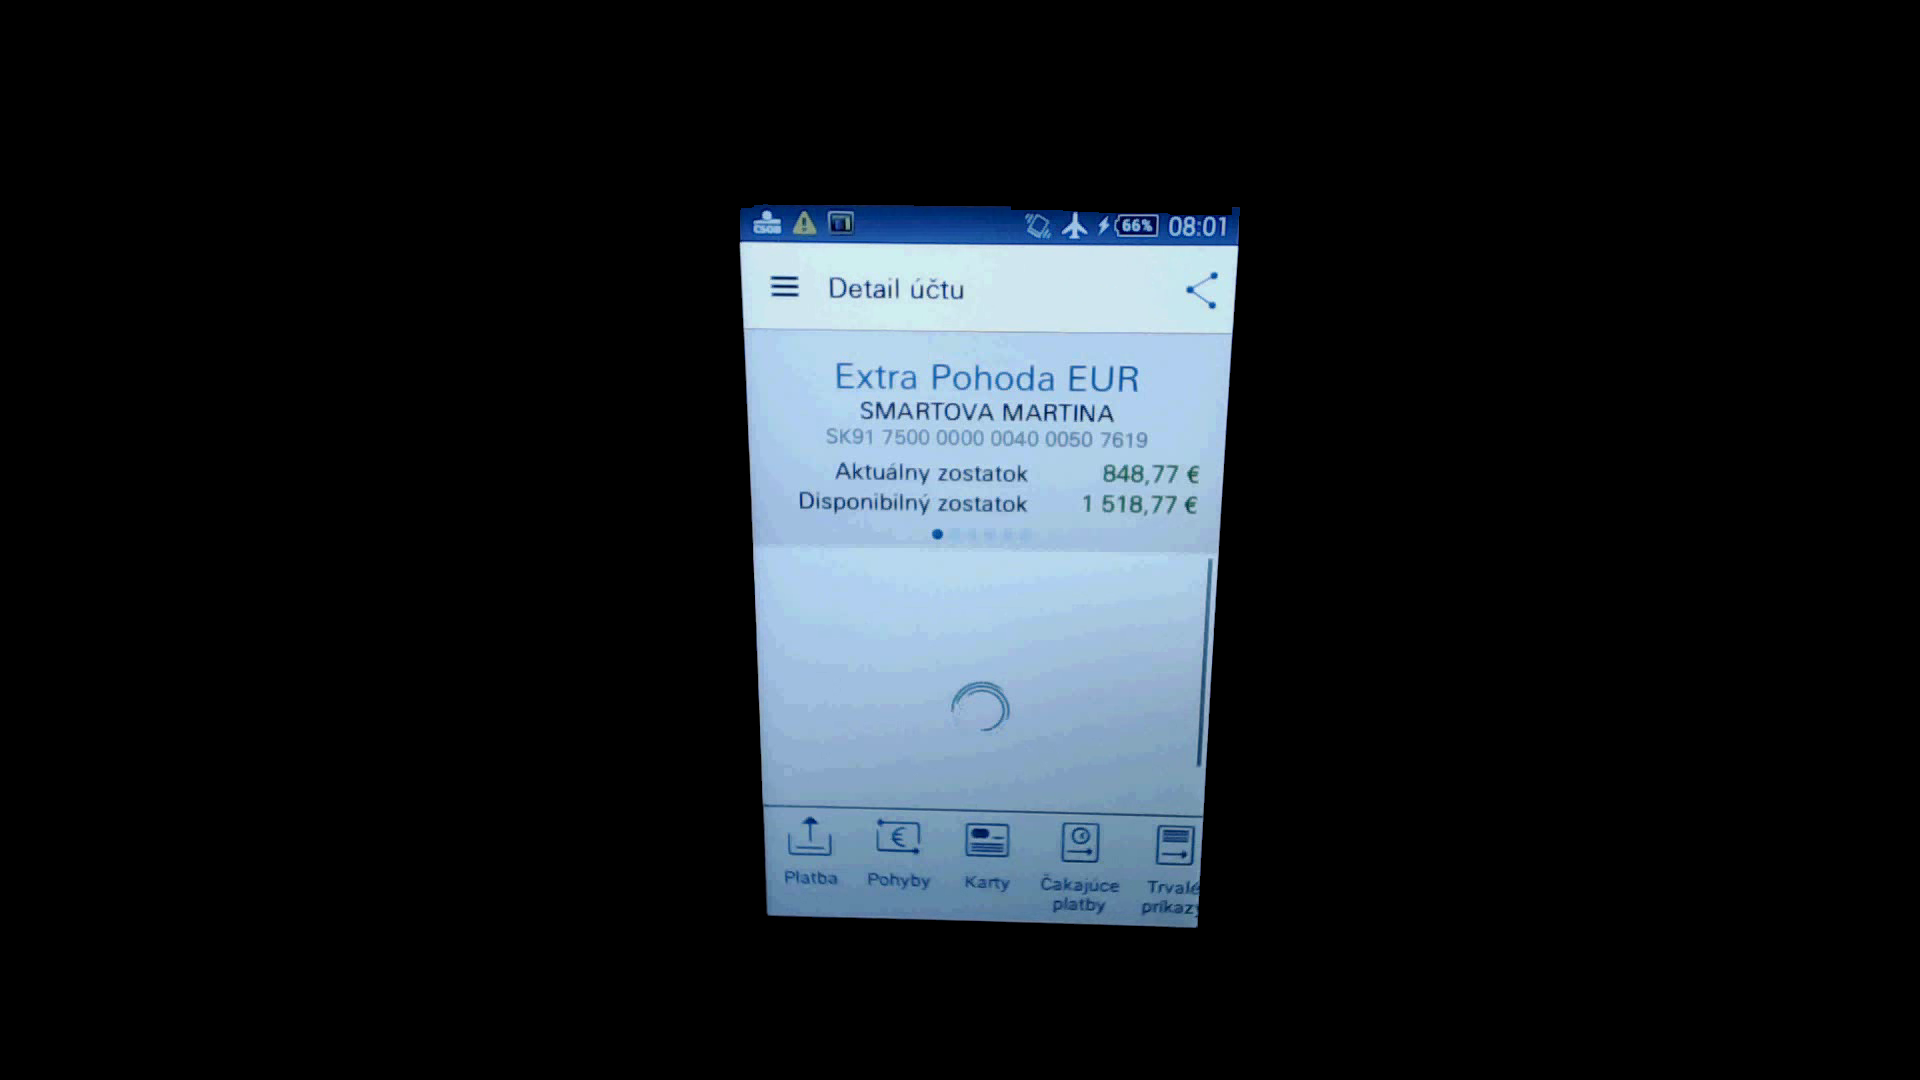 ČSOB 66% 08:01
Detail účtu
Extra Pohoda EUR
SMARTOVA MARTINA
SK91 7500 0000 0040 0050 7619
Aktuálny zostatok 848,77 €
Disponibilný zostatok 1 518,77 €
Platba Pohyby Karty Čakajúce platby Trvalé príkazy